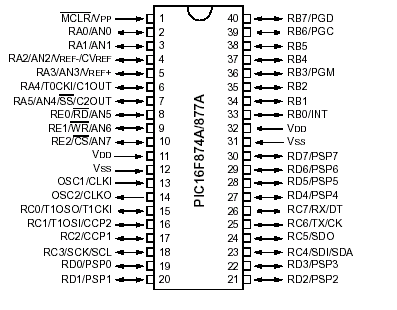 MCLR/VPP 1 40 RB7/PGD
RA0/AN0 2 39 RB6/PGC
RA1/AN1 3 38 RB5
RA2/AN2/VREF-/CVREF 4 37 RB4
RA3/AN3/VREF+ 5 36 RB3/PGM
RA4/T0CKI/C1OUT 6 35 RB2
RA5/AN4/SS/C2OUT 7 34 RB1
RE0/RD/AN5 8 33 RB0/INT
RE1/WR/AN6 9 32 VDD
RE2/CS/AN7 10 31 VSS
VDD 11 30 RD7/PSP7
VSS 12 29 RD6/PSP6
OSC1/CLKI 13 28 RD5/PSP5
OSC2/CLKO 14 27 RD4/PSP4
RC0/T1OSO/T1CKI 15 26 RC7/RX/DT
RC1/T1OSI/CCP2 16 25 RC6/TX/CK
RC2/CCP1 17 24 RC5/SDO
RC3/SCK/SCL 18 23 RC4/SDI/SDA
RD0/PSP0 19 22 RD3/PSP3
RD1/PSP1 20 21 RD2/PSP2
PIC16F874A/877A